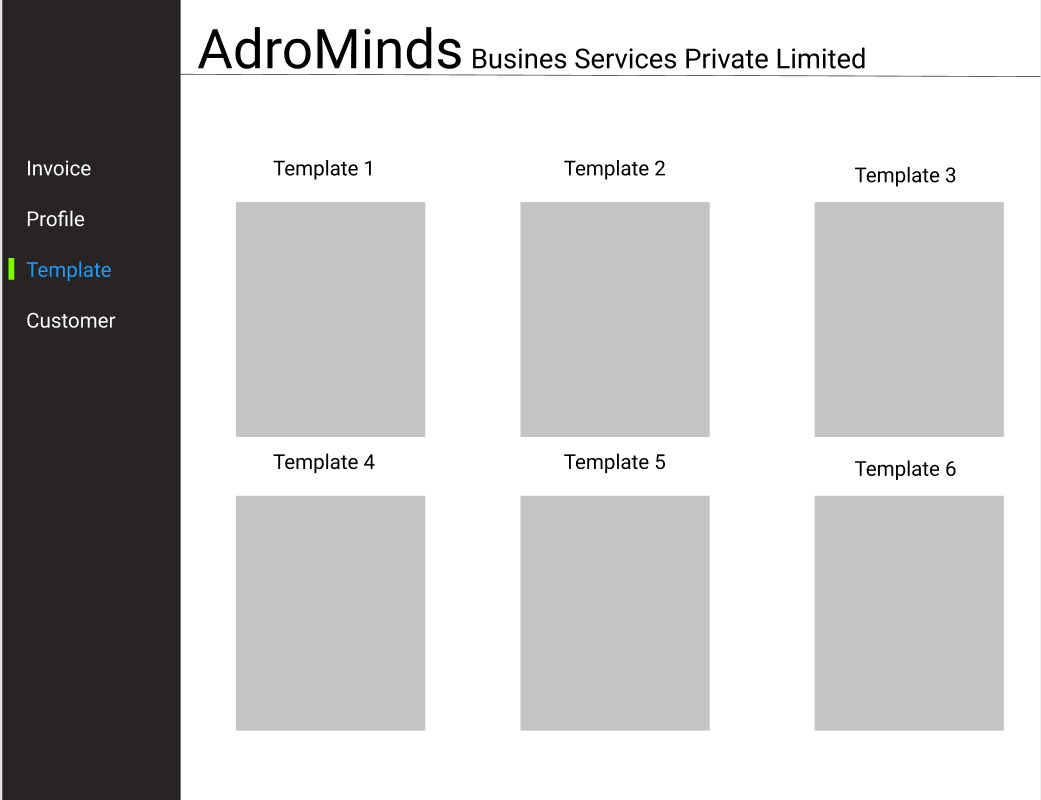 AdroMinds Busines Services Private Limited
Invoice
Profile
Template
Customer
Template 1
Template 2
Template 3
Template 4
Template 5
Template 6